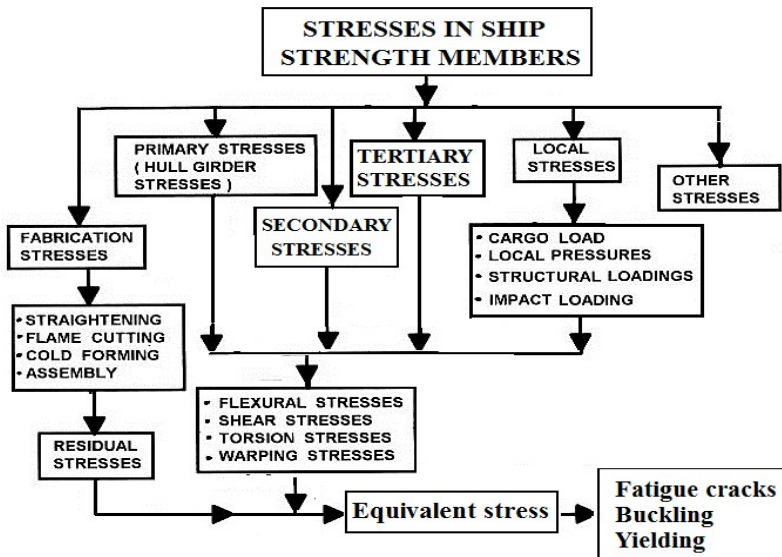 STRESSES IN SHIP
STRENGTH MEMBERS
PRIMARY STRESSES
( HULL GIRDER
STRESSES )
TERTIARY
STRESSES
LOCAL
STRESSES
OTHER
STRESSES
FABRICATION
STRESSES
SECONDARY
STRESSES
• CARGO LOAD
• LOCAL PRESSURES
• STRUCTURAL LOADINGS
• IMPACT LOADING
• STRAIGHTENING
• FLAME CUTTING
• COLD FORMING
• ASSEMBLY
• FLEXURAL STRESSES
• SHEAR STRESSES
• TORSION STRESSES
• WARPING STRESSES
RESIDUAL
STRESSES
Equivalent stress
Fatigue cracks
Buckling
Yielding